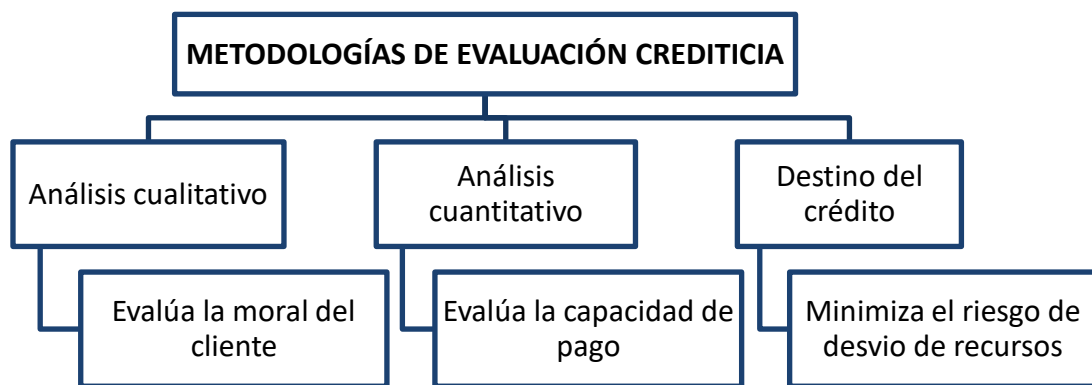 METODOLOGÍAS DE EVALUACIÓN CREDITICIA
Análisis cualitativo
Análisis
cuantitativo
Destino del
crédito
Evalúa la moral del
cliente
Evalúa la capacidad de
pago
Minimiza el riesgo de
desvio de recursos